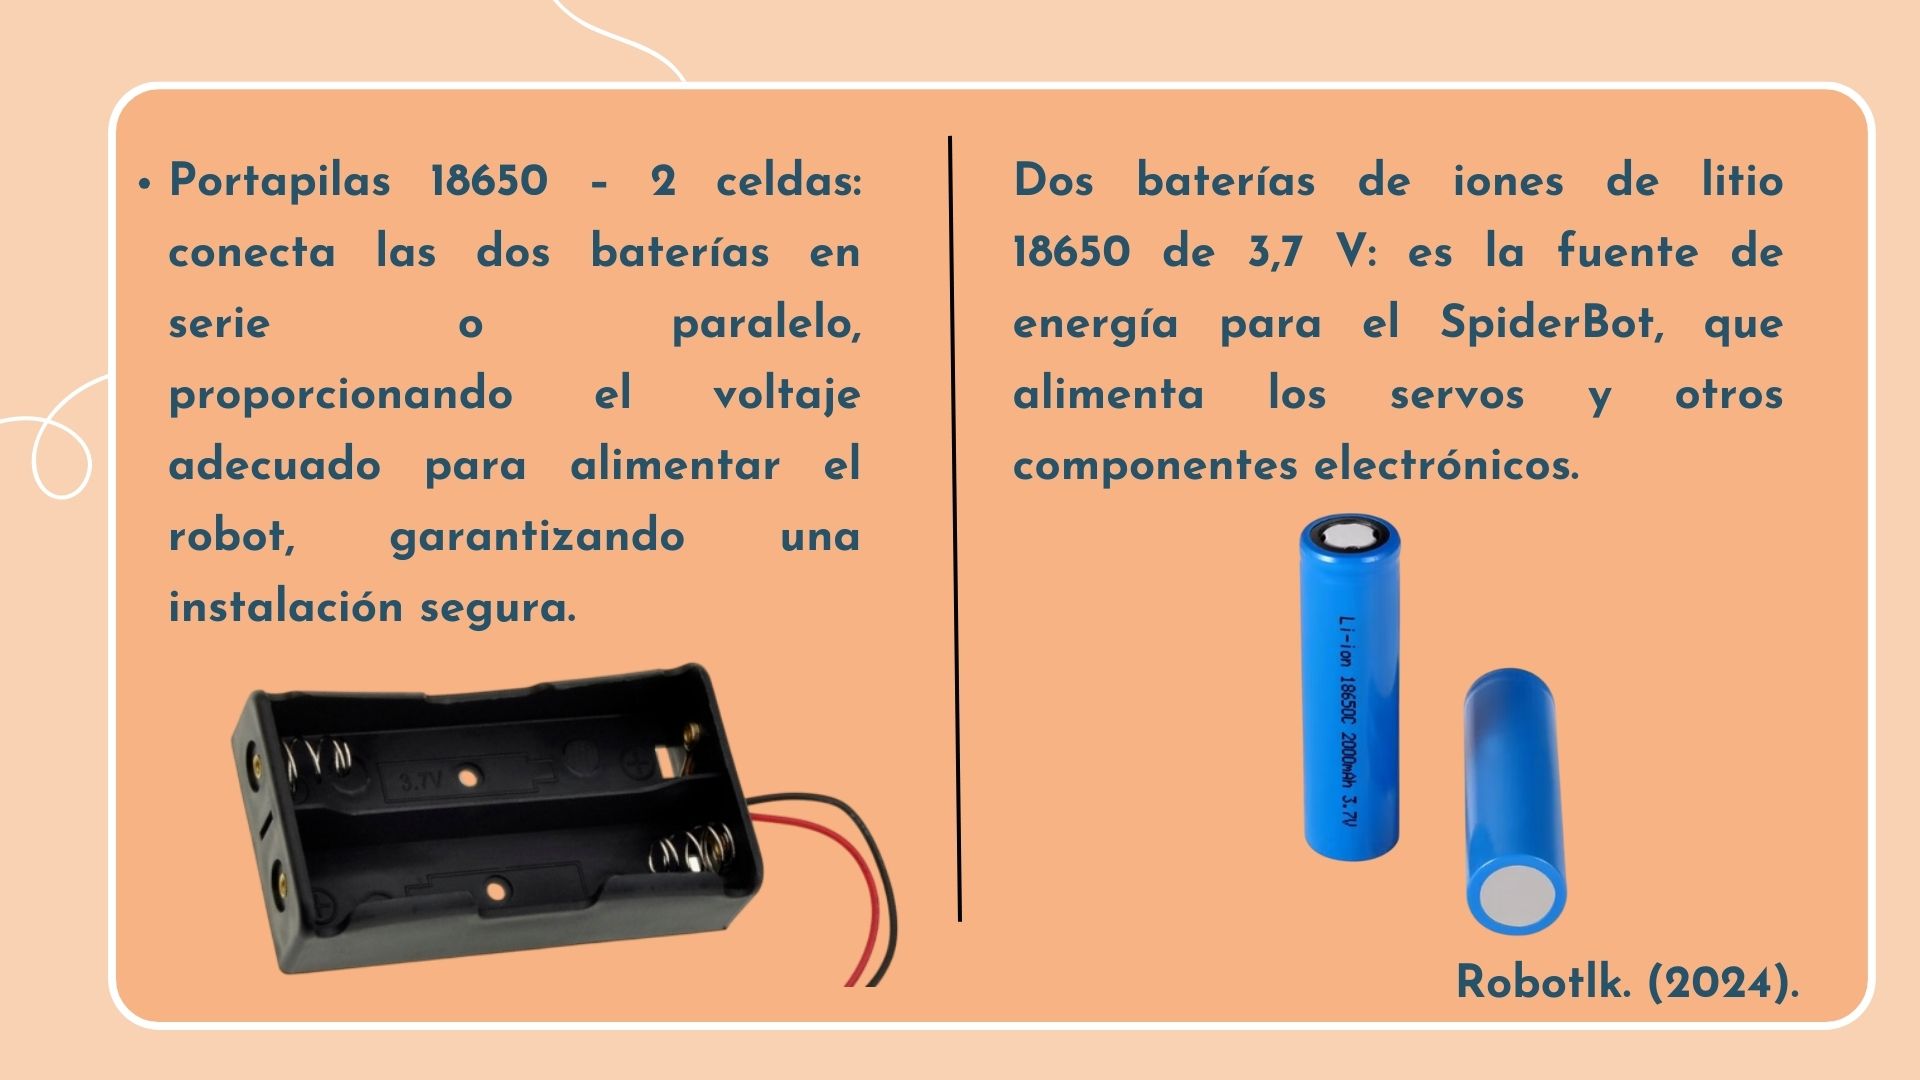 • Portapilas 18650 – 2 celdas:
conecta las dos baterías en
serie o paralelo,
proporcionando el voltaje
adecuado para alimentar el
robot, garantizando una
instalación segura.
3.7V
Dos baterías de iones de litio
18650 de 3,7 V: es la fuente de
energía para el SpiderBot, que
alimenta los servos y otros
componentes electrónicos.
Li-ion 18650C 2000mAh 3.7V
Robotlk. (2024).